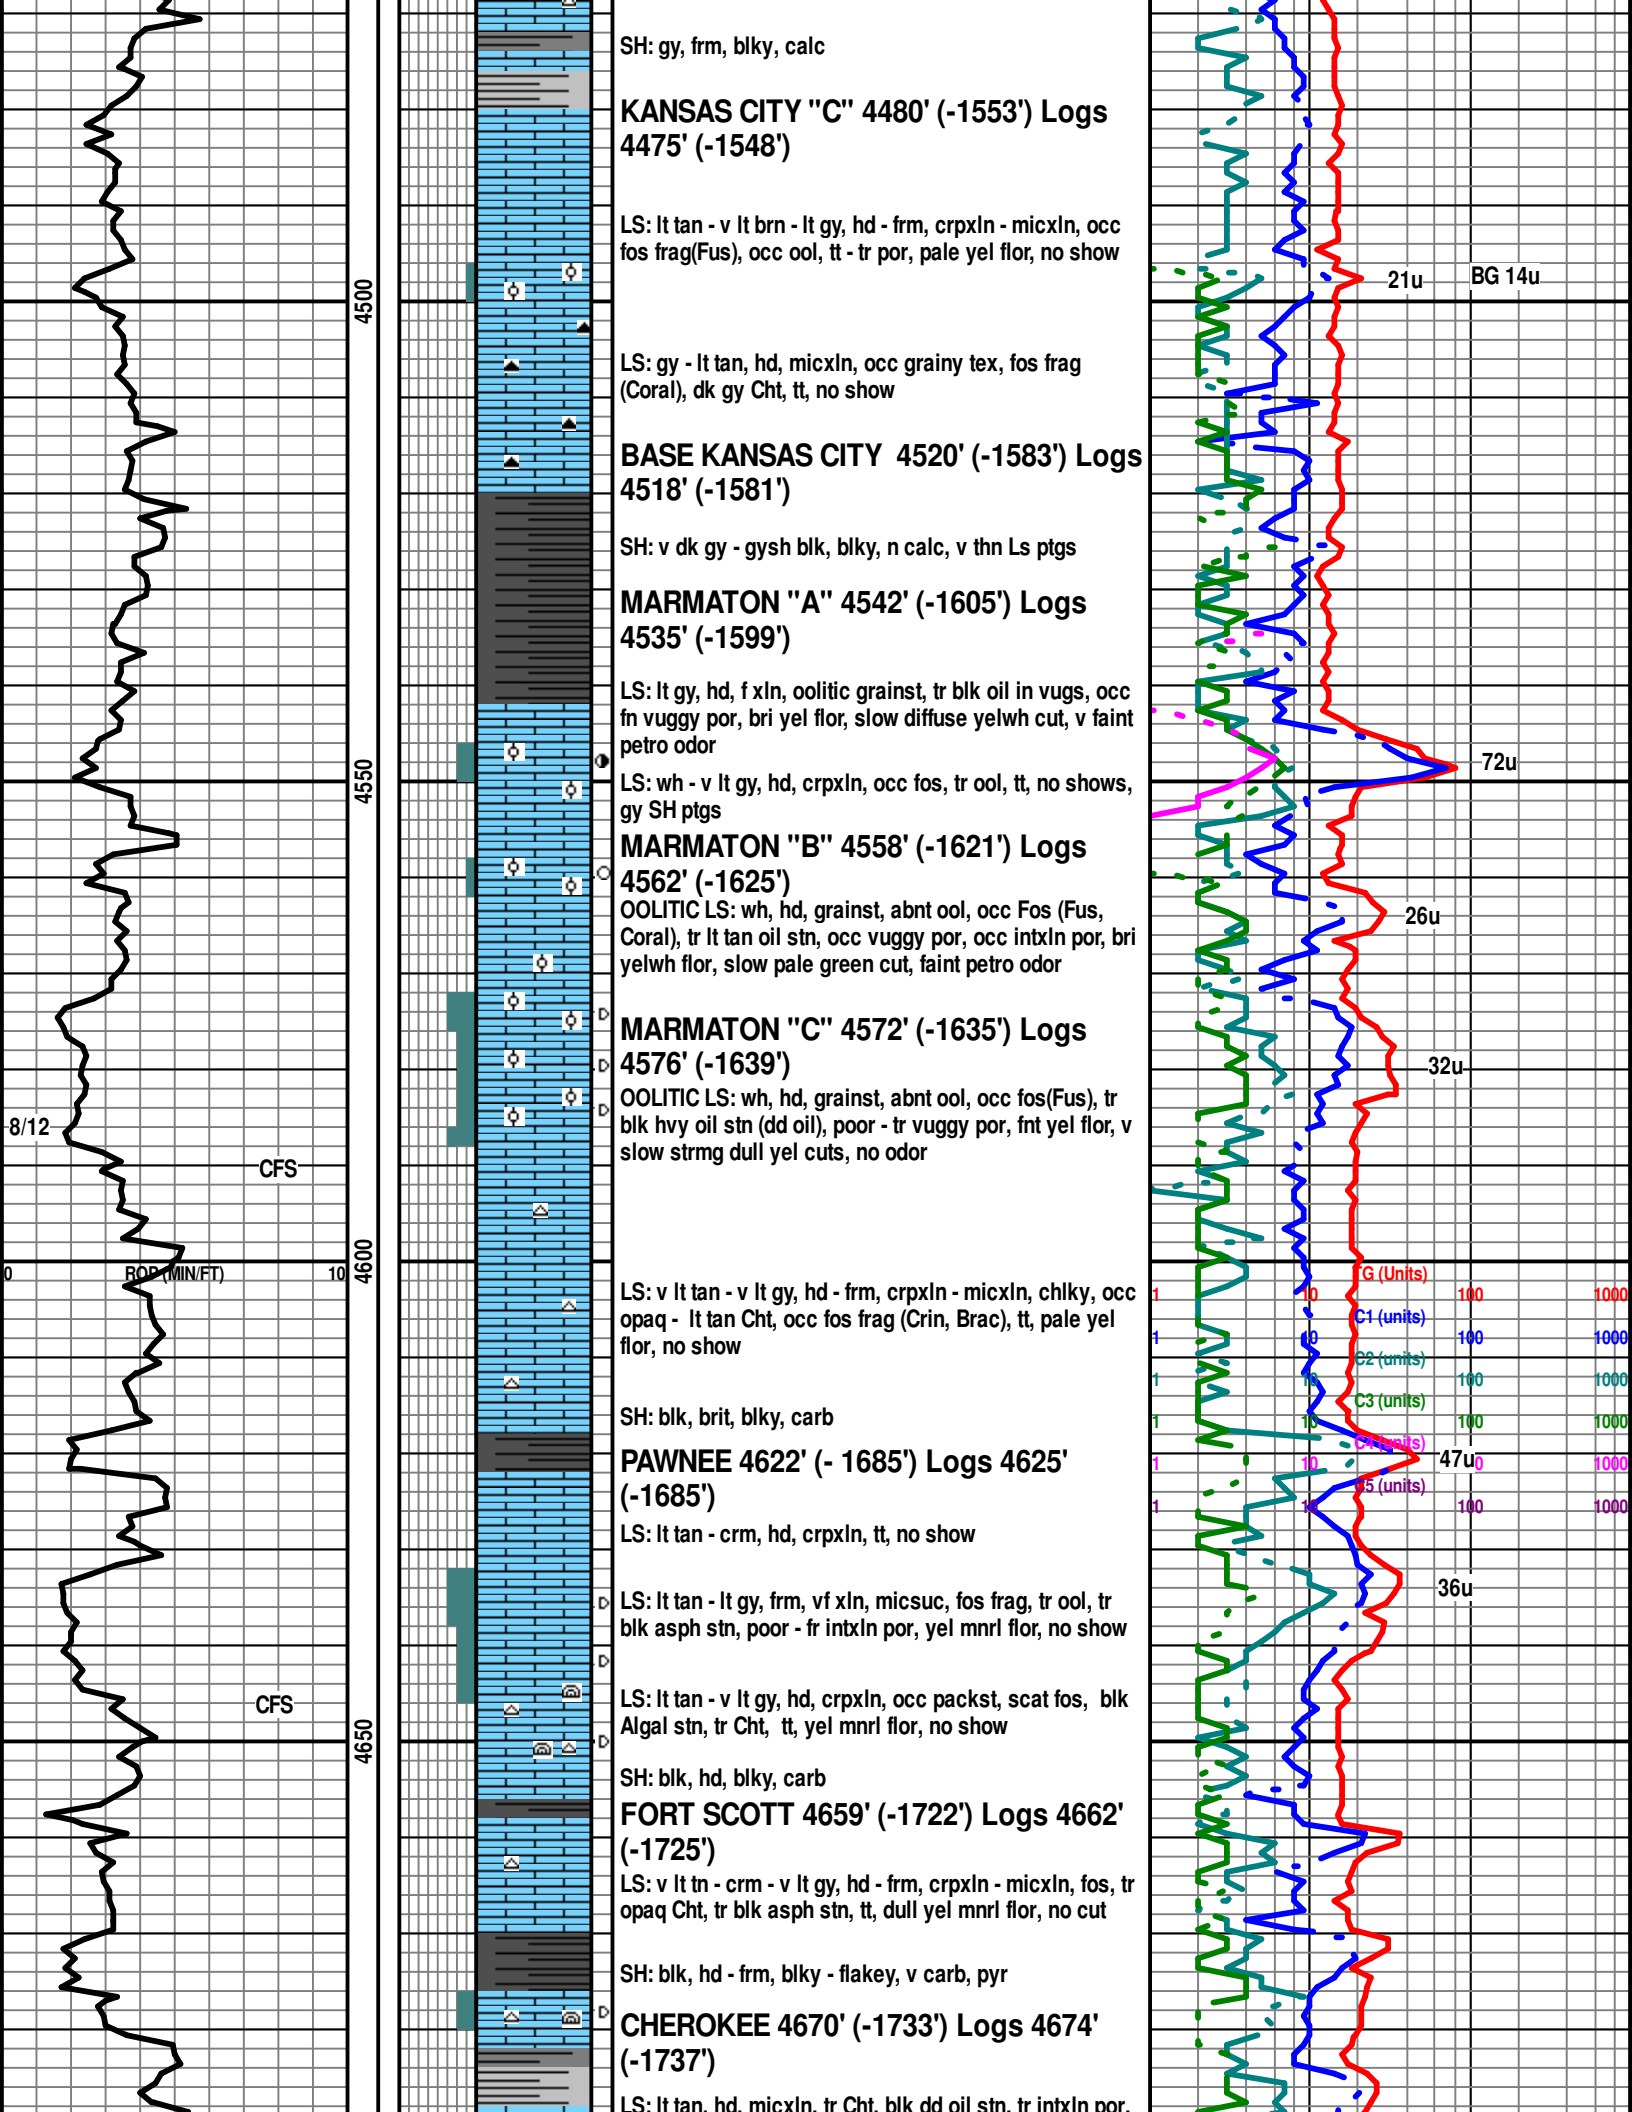 SH: gy, frm, blky, calc
KANSAS CITY "C" 4480' (-1553') Logs
4475' (-1548')
LS: lt tan - v lt brn - lt gy, hd - frm, crpxln - micxln, occ
fos frag(Fus), occ ool, tt - tr por, pale yel flor, no show
21u
BG 14u
4500
LS: gy - lt tan, hd, micxln, occ grainy tex, fos frag
(Coral), dk gy Cht, tt, no show
BASE KANSAS CITY 4520' (-1583') Logs
4518' (-1581')
SH: v dk gy - gysh blk, blky, n calc, v thn Ls ptgs
MARMATON "A" 4542' (-1605') Logs
4535' (-1599')
LS: lt gy, hd, f xln, oolitic grainst, tr blk oil in vugs, occ
fn vuggy por, bri yel flor, slow diffuse yelwh cut, v faint
petro odor
72u
4550
LS: wh - v lt gy, hd, crpxln, occ fos, tr ool, tt, no shows,
gy SH ptgs
MARMATON "B" 4558' (-1621') Logs
4562' (-1625')
OOLITIC LS: wh, hd, grainst, abnt ool, occ Fos (Fus,
Coral), tr lt tan oil stn, occ vuggy por, occ intxln por, bri
yelwh flor, slow pale green cut, faint petro odor
26u
MARMATON "C" 4572' (-1635') Logs
4576' (-1639')
32u
OOLITIC LS: wh, hd, grainst, abnt ool, occ fos(Fus), tr
blk hvy oil stn (dd oil), poor - tr vuggy por, fnt yel flor, v
slow strmg dull yel cuts, no odor
8/12
CFS
4600
0 ROP (MIN/FT) 10
TG (Units)
1 10 100 1000
C1 (units)
1 10 100 1000
C2 (units)
1 10 100 1000
C3 (units)
1 10 100 1000
C4 (units)
1 10 100 1000
C5 (units)
1 10 100 1000
LS: v lt tan - v lt gy, hd - frm, crpxln - micxln, chlky, occ
opaq - lt tan Cht, occ fos frag (Crin, Brac), tt, pale yel
flor, no show
SH: blk, brit, blky, carb
PAWNEE 4622' (- 1685') Logs 4625'
(-1685')
47u
LS: lt tan - crm, hd, crpxln, tt, no show
36u
LS: lt tan - lt gy, frm, vf xln, micsuc, fos frag, tr ool, tr
blk asph stn, poor - fr intxln por, yel mnrl flor, no show
CFS
LS: lt tan - v lt gy, hd, crpxln, occ packst, scat fos, blk
Algal stn, tr Cht, tt, yel mnrl flor, no show
4650
SH: blk, hd, blky, carb
FORT SCOTT 4659' (-1722') Logs 4662'
(-1725')
LS: v lt tn - crm - v lt gy, hd - frm, crpxln - micxln, fos, tr
opaq Cht, tr blk asph stn, tt, dull yel mnrl flor, no cut
SH: blk, hd - frm, blky - flakey, v carb, pyr
CHEROKEE 4670' (-1733') Logs 4674'
(-1737')
LS: lt tan, hd, micxln, tr Cht, blk dd oil stn, tr intxln por,